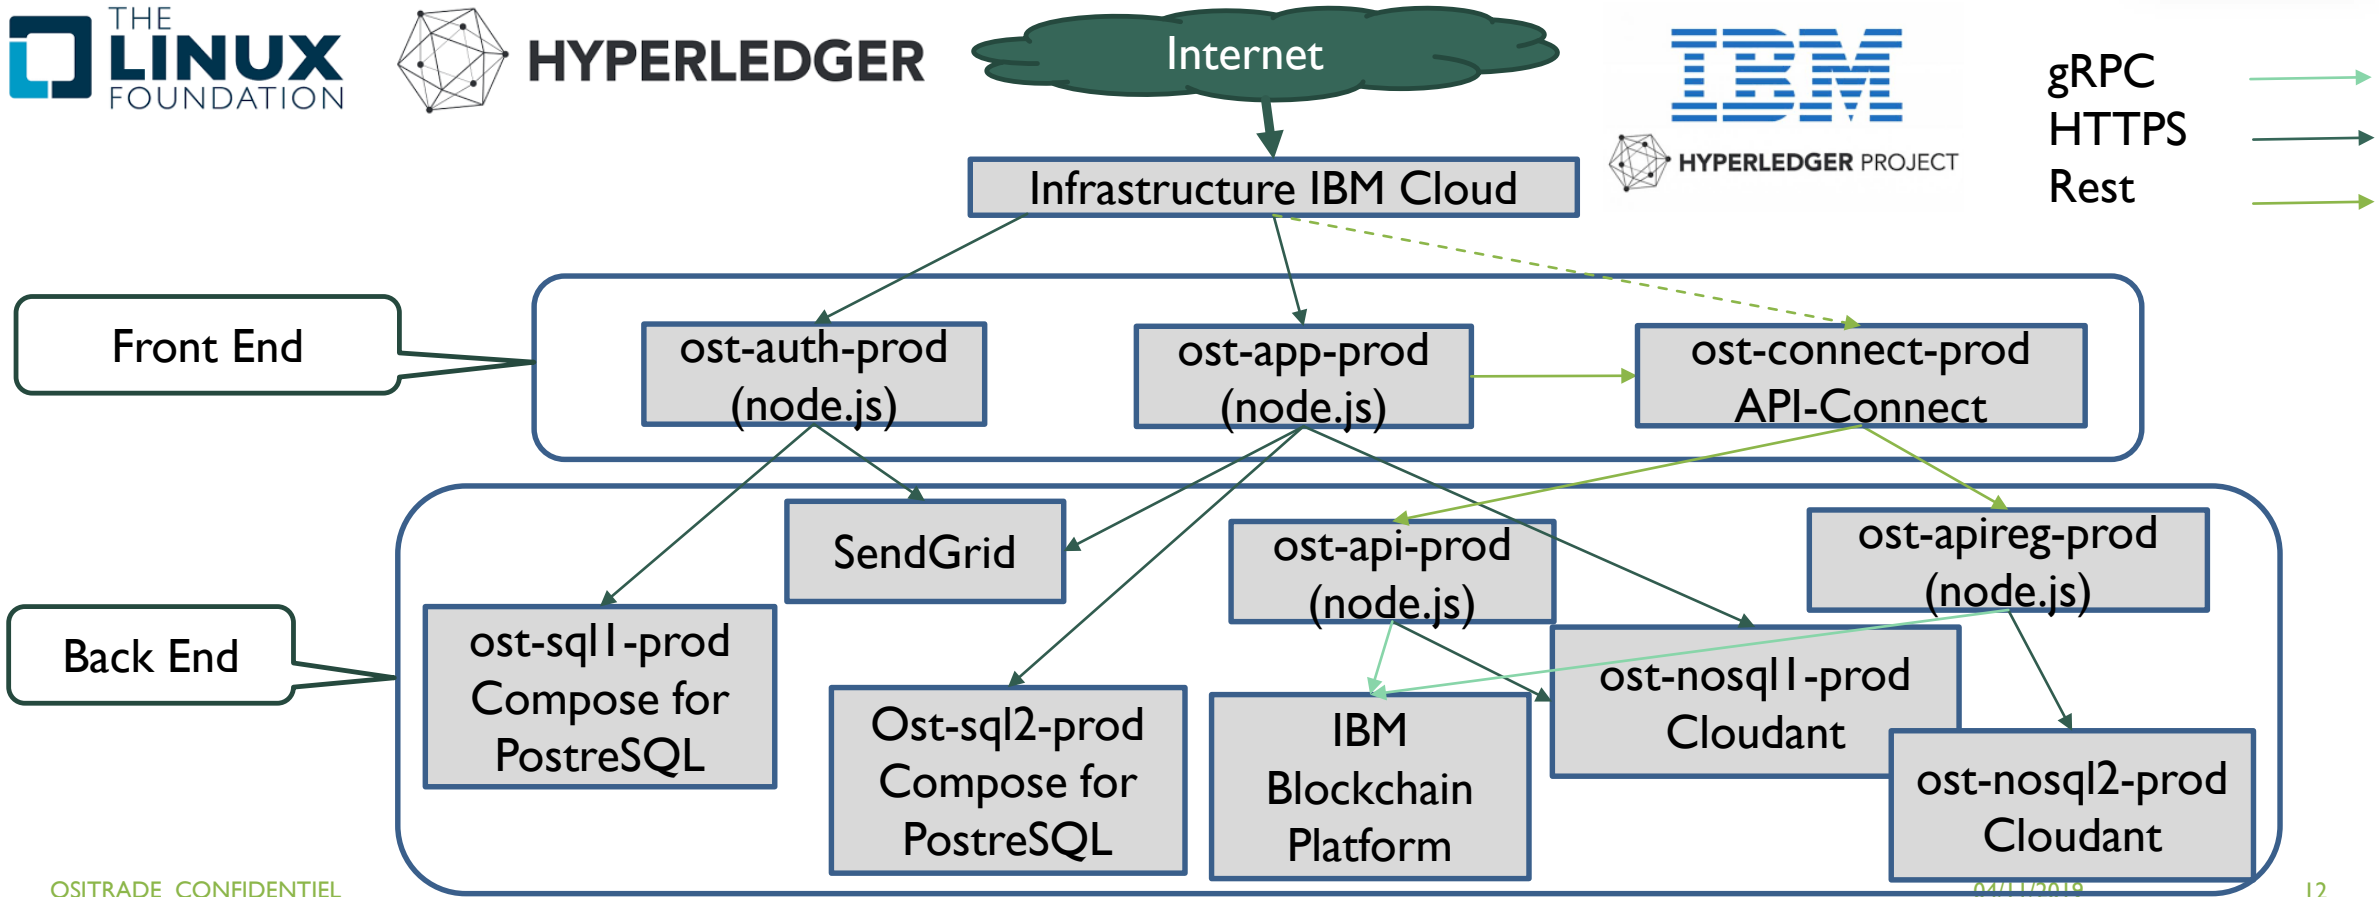 THE
LINUX
FOUNDATION
HYPERLEDGER
Internet
IBM
HYPERLEDGER PROJECT
gRPC
HTTPS
Rest
Infrastructure IBM Cloud
Front End
ost-auth-prod
(node.js)
ost-app-prod
(node.js)
ost-connect-prod
API-Connect
Back End
SendGrid
ost-api-prod
(node.js)
ost-apireg-prod
(node.js)
ost-sql1-prod
Compose for
PostreSQL
Ost-sql2-prod
Compose for
PostreSQL
IBM
Blockchain
Platform
ost-nosql1-prod
Cloudant
ost-nosql2-prod
Cloudant
OSITRADE CONFIDENTIEL
04/11/2019
12